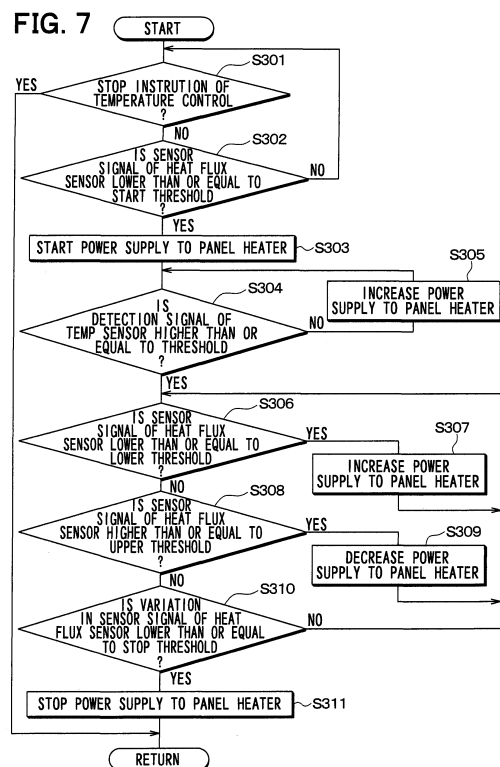 FIG. 7
START
S301
YES
STOP INSTRUTION OF
TEMPERATURE CONTROL
?
NO
S302
IS SENSOR
SIGNAL OF HEAT FLUX
SENSOR LOWER THAN OR EQUAL TO
START THRESHOLD
?
NO
YES
START POWER SUPPLY TO PANEL HEATER
S303
S304
IS
DETECTION SIGNAL OF
TEMP SENSOR HIGHER THAN OR
EQUAL TO THRESHOLD
?
NO
S305
INCREASE POWER
SUPPLY TO PANEL HEATER
YES
S306
IS SENSOR
SIGNAL OF HEAT FLUX
SENSOR LOWER THAN OR EQUAL TO
LOWER THRESHOLD
?
YES
S307
INCREASE POWER
SUPPLY TO PANEL HEATER
NO
S308
IS SENSOR
SIGNAL OF HEAT FLUX
SENSOR HIGHER THAN OR EQUAL TO
UPPER THRESHOLD
?
YES
S309
DECREASE POWER
SUPPLY TO PANEL HEATER
NO
S310
IS VARIATION
IN SENSOR SIGNAL OF HEAT
FLUX SENSOR LOWER THAN OR EQUAL
TO STOP THRESHOLD
?
NO
YES
STOP POWER SUPPLY TO PANEL HEATER
S311
RETURN